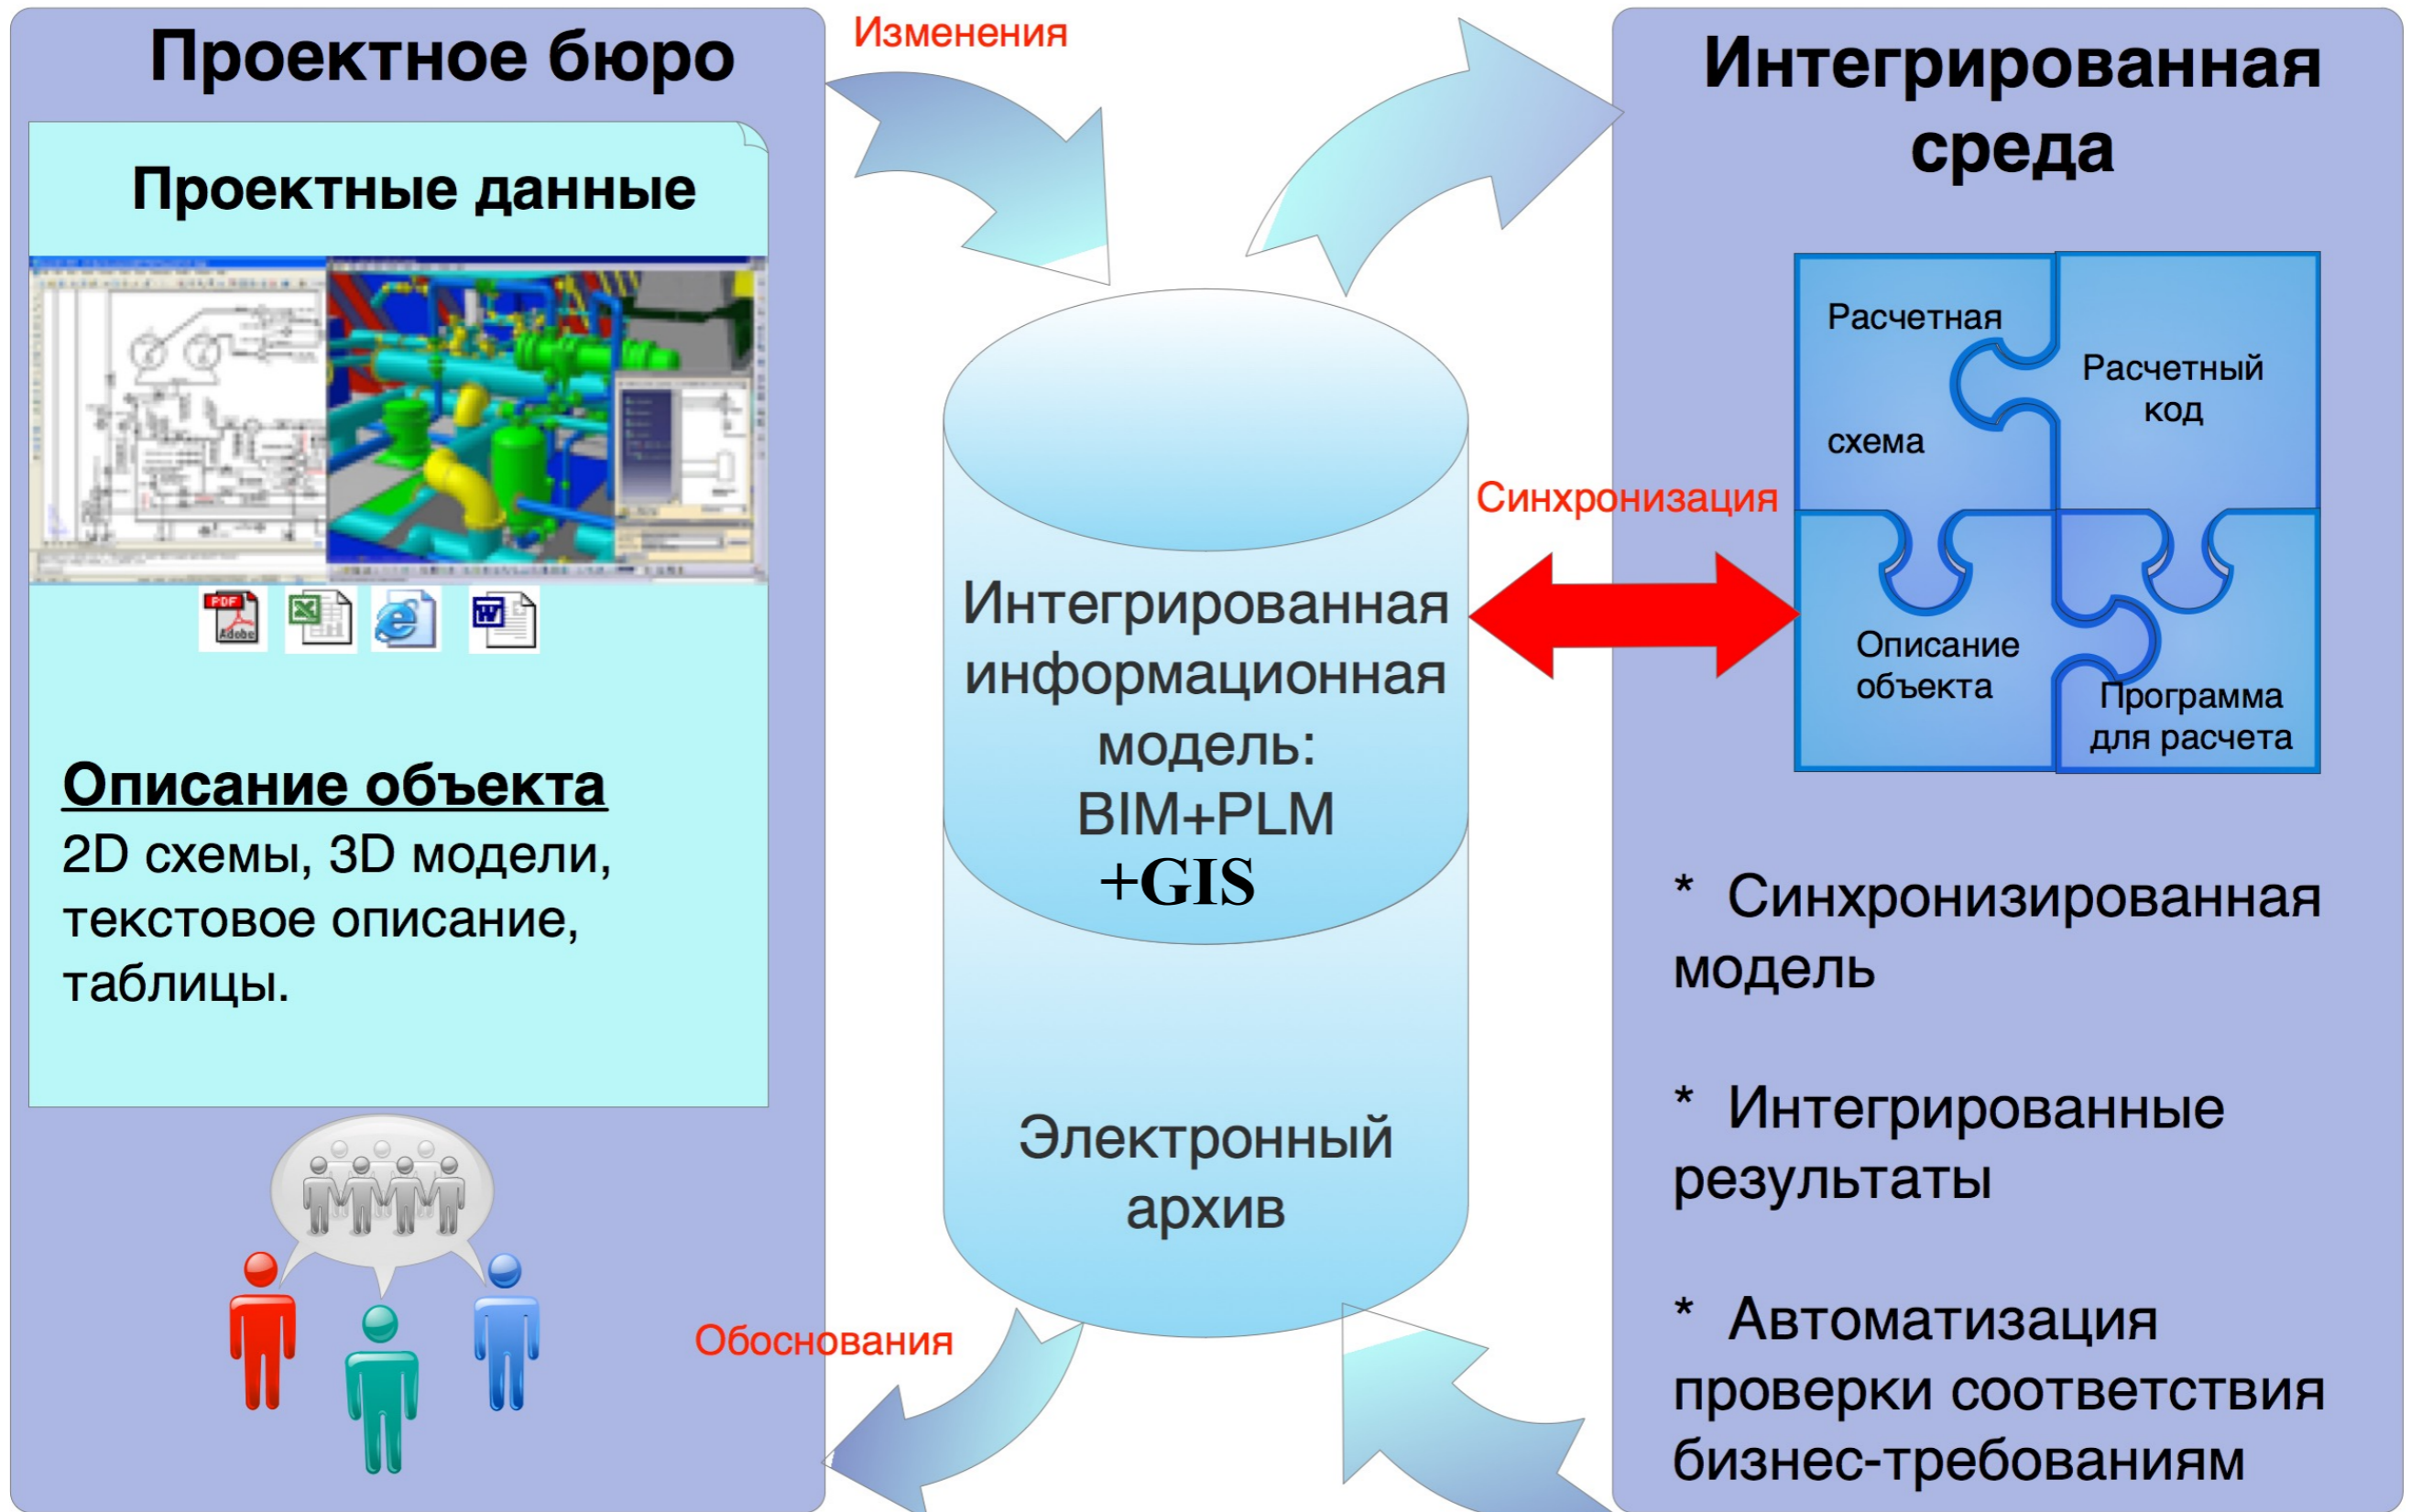 Проектное бюро
Проектные данные
PDF
Adobe
Описание объекта
2D схемы, 3D модели,
текстовое описание,
таблицы.
Изменения
Обоснования
Интегрированная
информационная
модель:
BIM+PLM
+GIS
Электронный
архив
Синхронизация
Интегрированная
среда
Расчетная
схема
Расчетный
код
Описание
объекта
Программа
для расчета
* Синхронизированная
модель
* Интегрированные
результаты
* Автоматизация
проверки соответствия
бизнес-требованиям